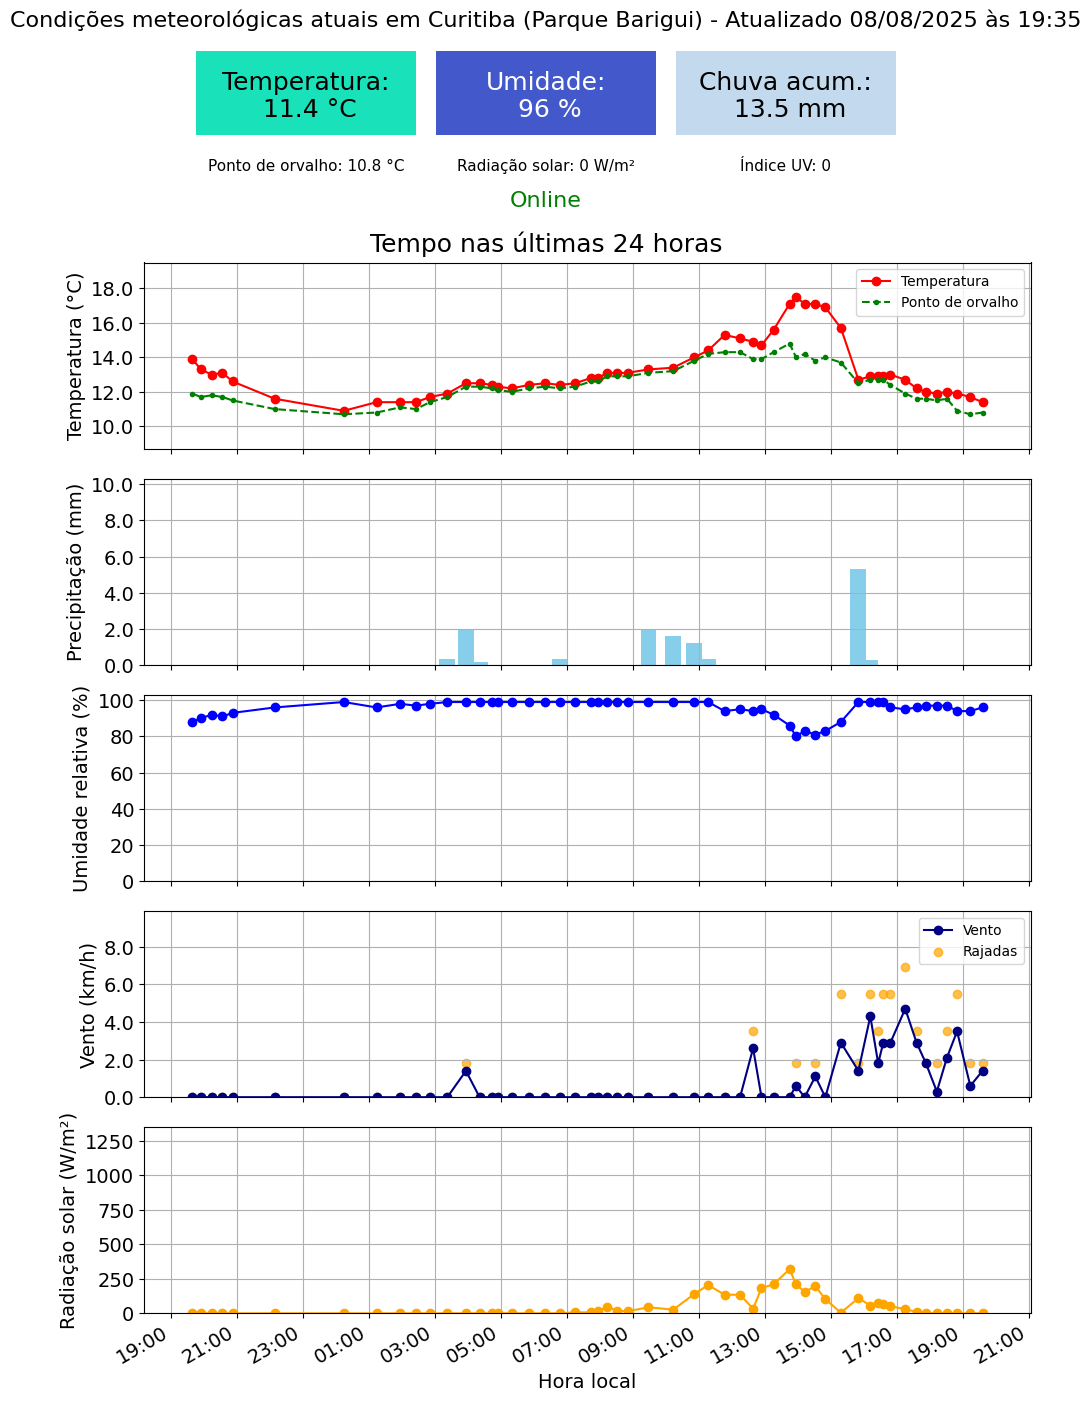 Condições meteorológicas atuais em Curitiba (Parque Barigui) - Atualizado 08/08/2025 às 19:35
Temperatura:
11.4 °C
Umidade:
96 %
Chuva acum.:
13.5 mm
Ponto de orvalho: 10.8 °C
Radiação solar: 0 W/m²
Índice UV: 0
Online
Tempo nas últimas 24 horas
Temperatura (°C)
18.0
16.0
14.0
12.0
10.0
Temperatura
Ponto de orvalho
Precipitação (mm)
10.0
8.0
6.0
4.0
2.0
0.0
Umidade relativa (%)
100
80
60
40
20
0
Vento (km/h)
8.0
6.0
4.0
2.0
0.0
Vento
Rajadas
Radiação solar (W/m²)
1250
1000
750
500
250
0
19:00 21:00 23:00 01:00 03:00 05:00 07:00 09:00 11:00 13:00 15:00 17:00 19:00 21:00
Hora local